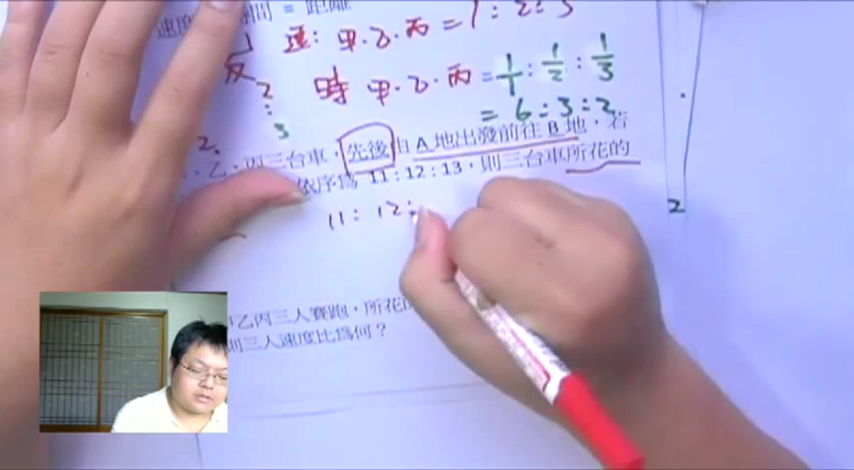 速度 間 = 距離
速: 甲.乙.丙 = 1 : 2 : 3
反 1 : 2 : 3
時 甲.乙.丙 = 1/1 : 1/2 : 1/3
= 6 : 3 : 2
2.
乙、丙三台車,先後由 A 地出發前往 B 地,若
依序為 11:12:13,則三台車所花的
11 : 12 :
甲乙丙三人賽跑,所花
則三人速度比為何?
2